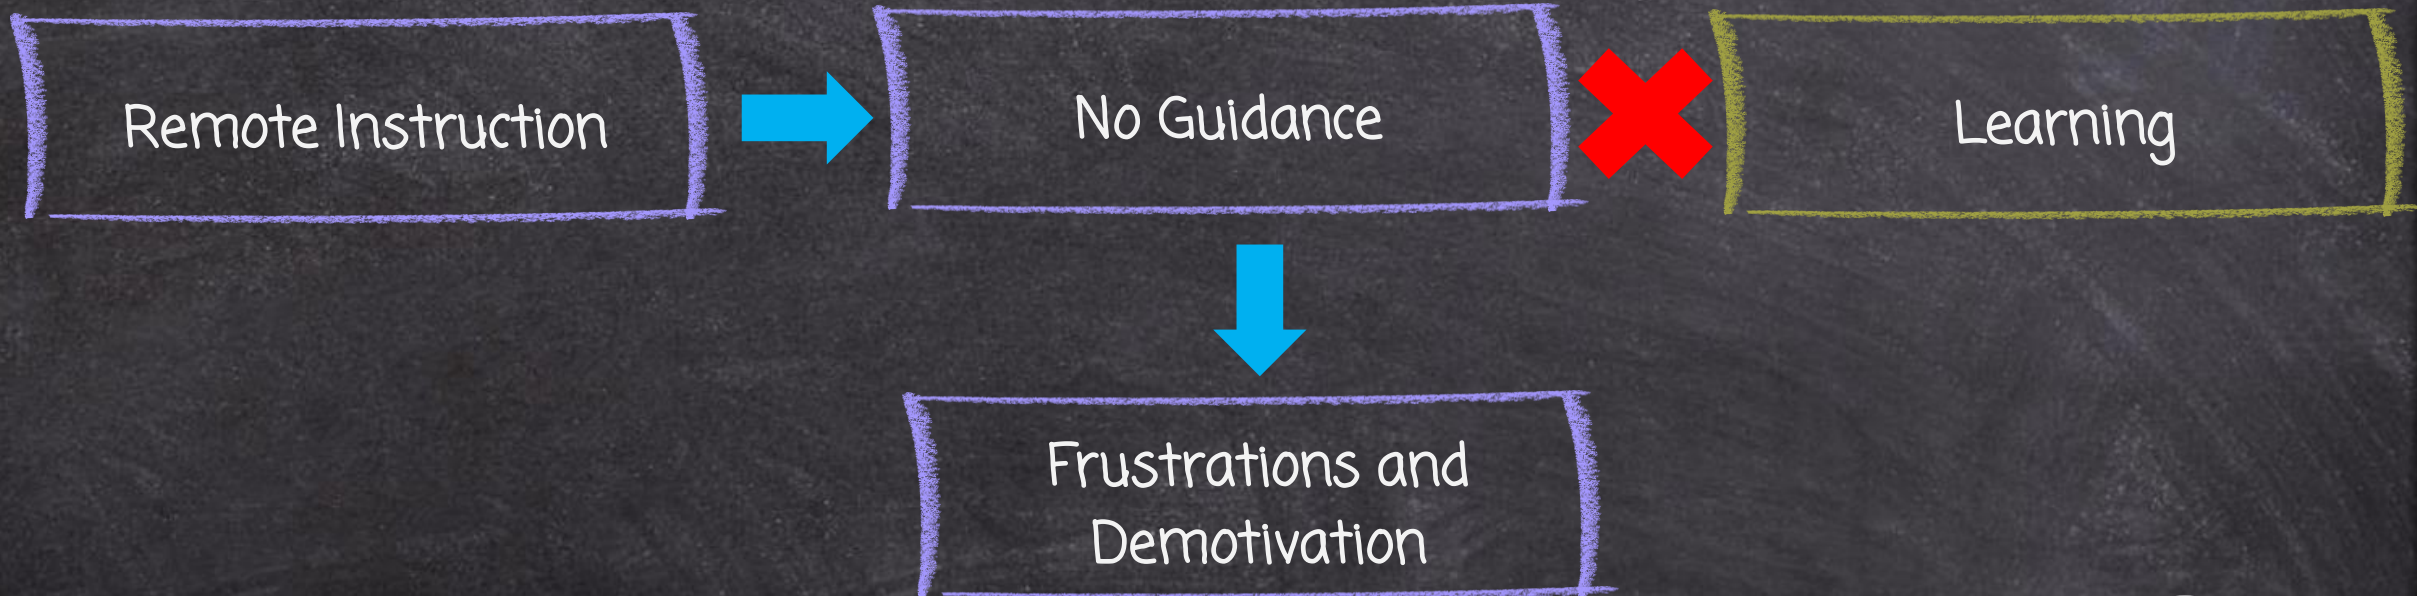 Remote Instruction
No Guidance
Learning
Frustrations and
Demotivation